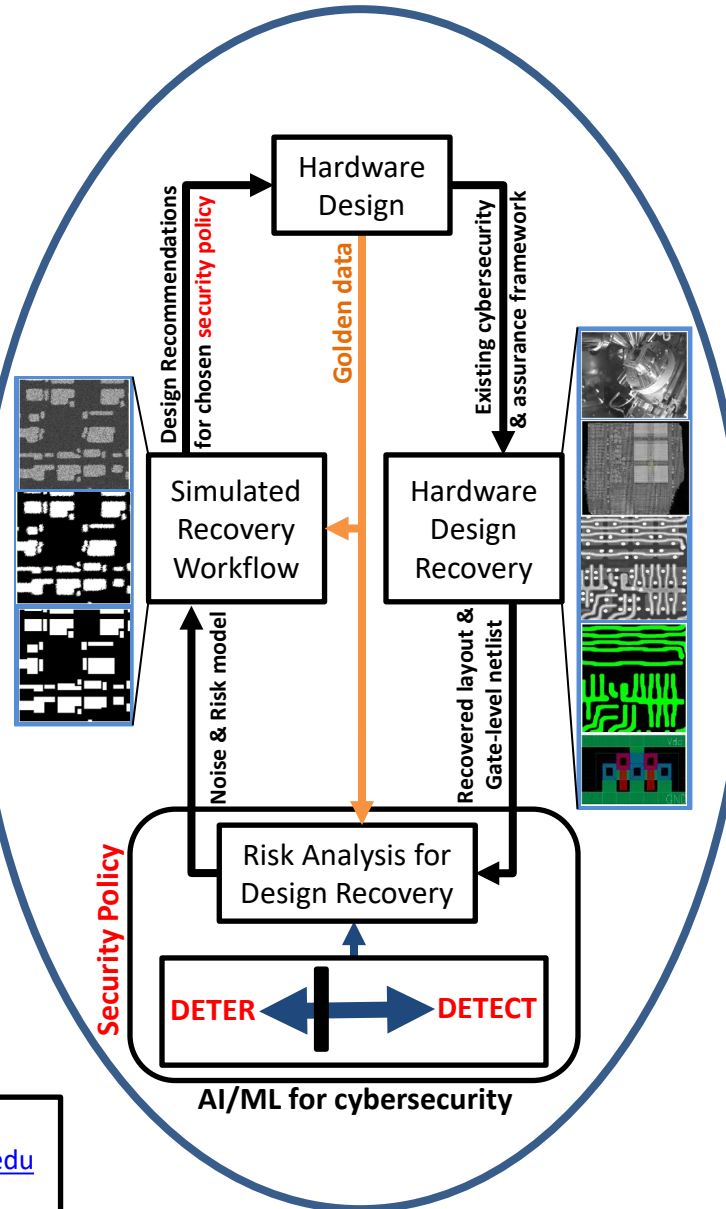 Hardware
Design
Design Recommendations
for chosen security policy
Golden data
Existing cybersecurity
& assurance framework
Simulated
Recovery
Workflow
Hardware
Design
Recovery
Noise & Risk model
Recovered layout &
Gate-level netlist
Vdd
GND
Security Policy
Risk Analysis for
Design Recovery
DETER
DETECT
AI/ML for cybersecurity
edu